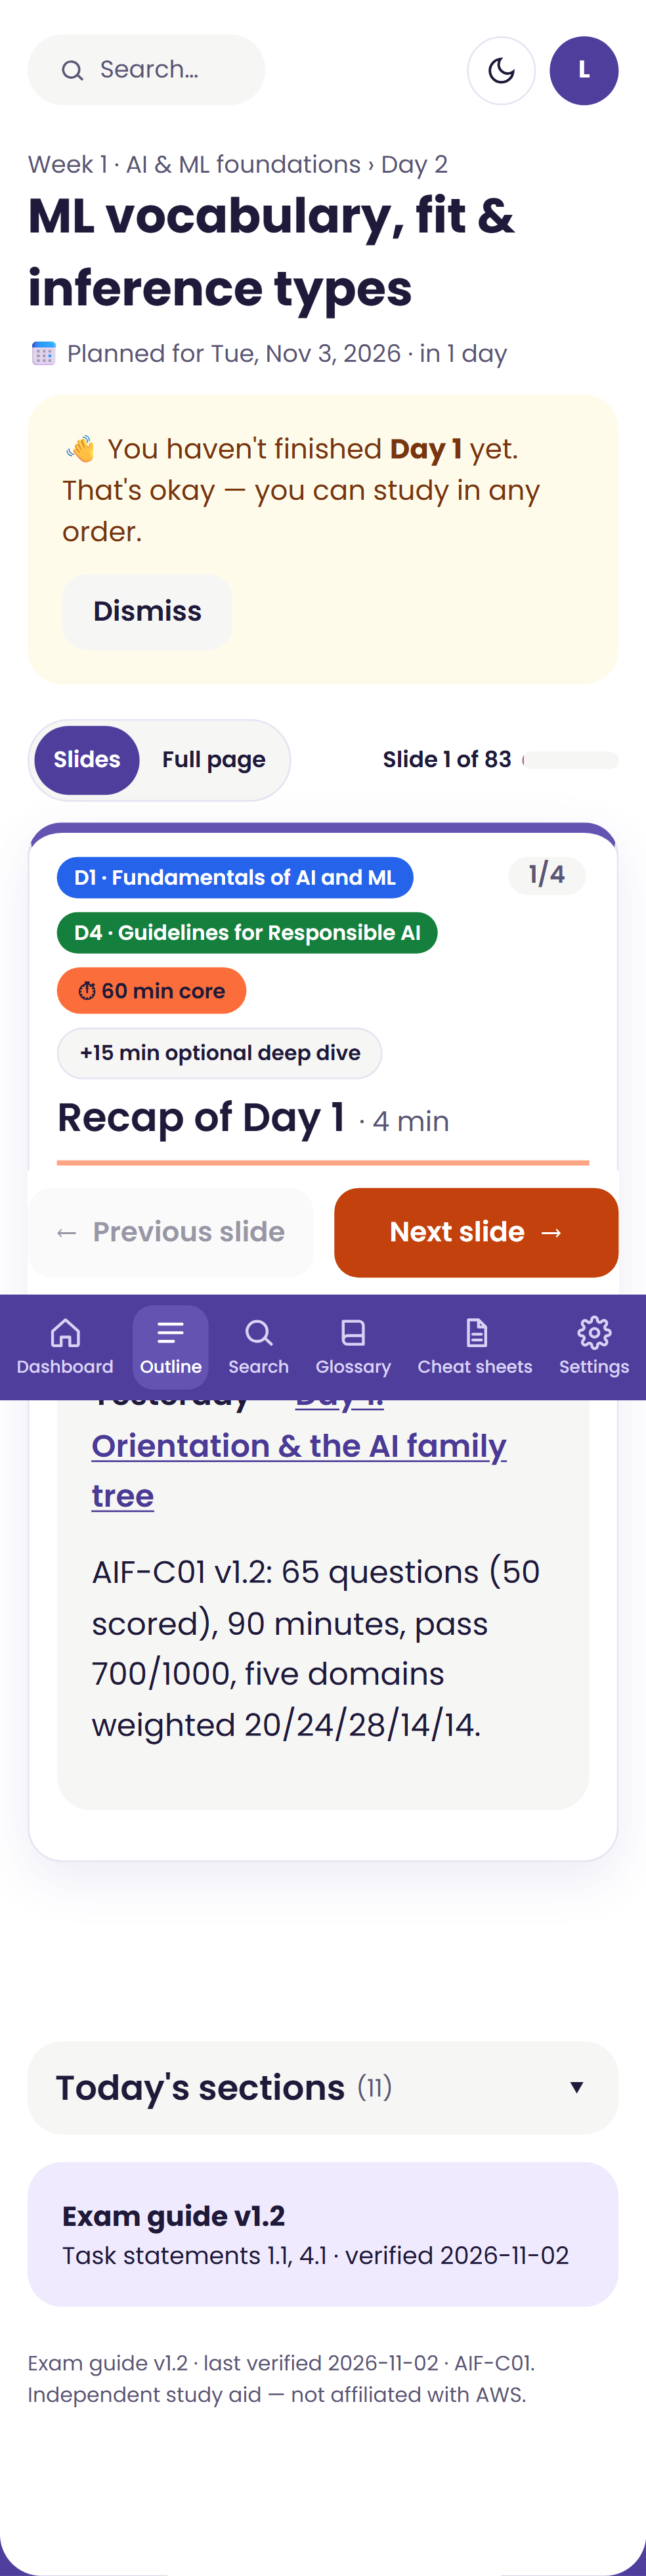 Search...
L
Week 1 · AI & ML foundations › Day 2
ML vocabulary, fit &
inference types
Planned for Tue, Nov 3, 2026 · in 1 day
👋 You haven't finished Day 1 yet.
That's okay — you can study in any
order.
Dismiss
Slides
Full page
Slide 1 of 83
D1 · Fundamentals of AI and ML
1/4
D4 · Guidelines for Responsible AI
⏱ 60 min core
+15 min optional deep dive
Recap of Day 1 · 4 min
← Previous slide
Next slide →
Dashboard
Outline
Search
Glossary
Cheat sheets
Settings
Yesterday Day 1:
Orientation & the AI family
tree
AIF-C01 v1.2: 65 questions (50
scored), 90 minutes, pass
700/1000, five domains
weighted 20/24/28/14/14.
Today's sections (11) ▼
Exam guide v1.2
Task statements 1.1, 4.1 · verified 2026-11-02
Exam guide v1.2 · last verified 2026-11-02 · AIF-C01.
Independent study aid — not affiliated with AWS.